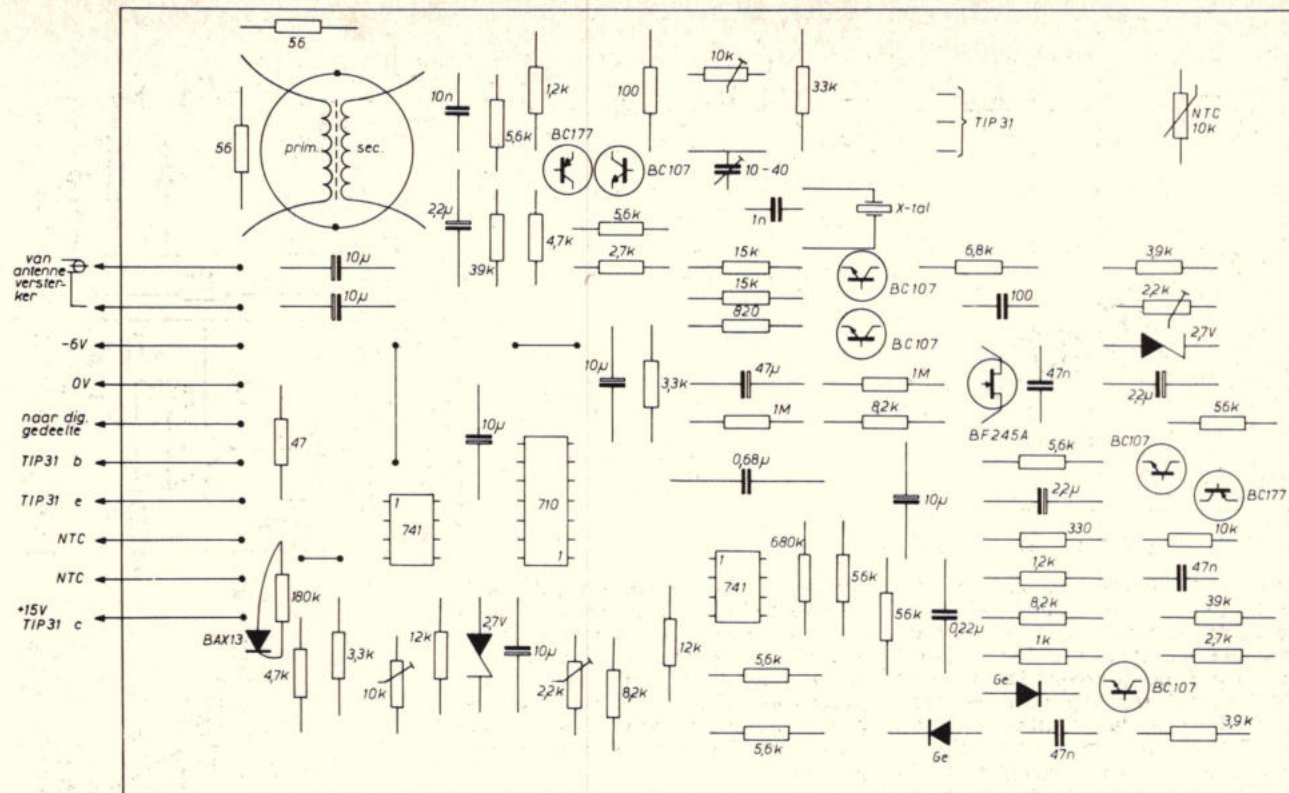 56
10k
10n
1,2k
100
33k
NTC
10k
TIP 31
5,6k
BC177
56
prim.
sec.
10-40
BC107
2,2µ
1n
X-tal
5,6k
39k
4,7k
2,7k
15k
6,8k
3,9k
van
antenne
verster-
ker
10µ
10µ
BC107
15k
100
2,2k
820
BC107
2,7V
-6V
0V
10µ
3,3k
47µ
1M
47n
2,2µ
naar dig.
gedeelte
47
10µ
1M
8,2k
BF245A
56k
TIP31 b
5,6k
BC107
0,68µ
TIP31 e
1
741
710
1
10µ
2,2µ
BC177
NTC
330
10k
1
741
680k
56k
NTC
180k
1,2k
47n
56k
0,22µ
+15V
TIP31 c
8,2k
39k
BAX13
4,7k
3,3k
10k
12k
2,7V
10µ
2,2k
8,2k
12k
1k
2,7k
5,6k
Ge
BC107
5,6k
Ge
47n
3,9k